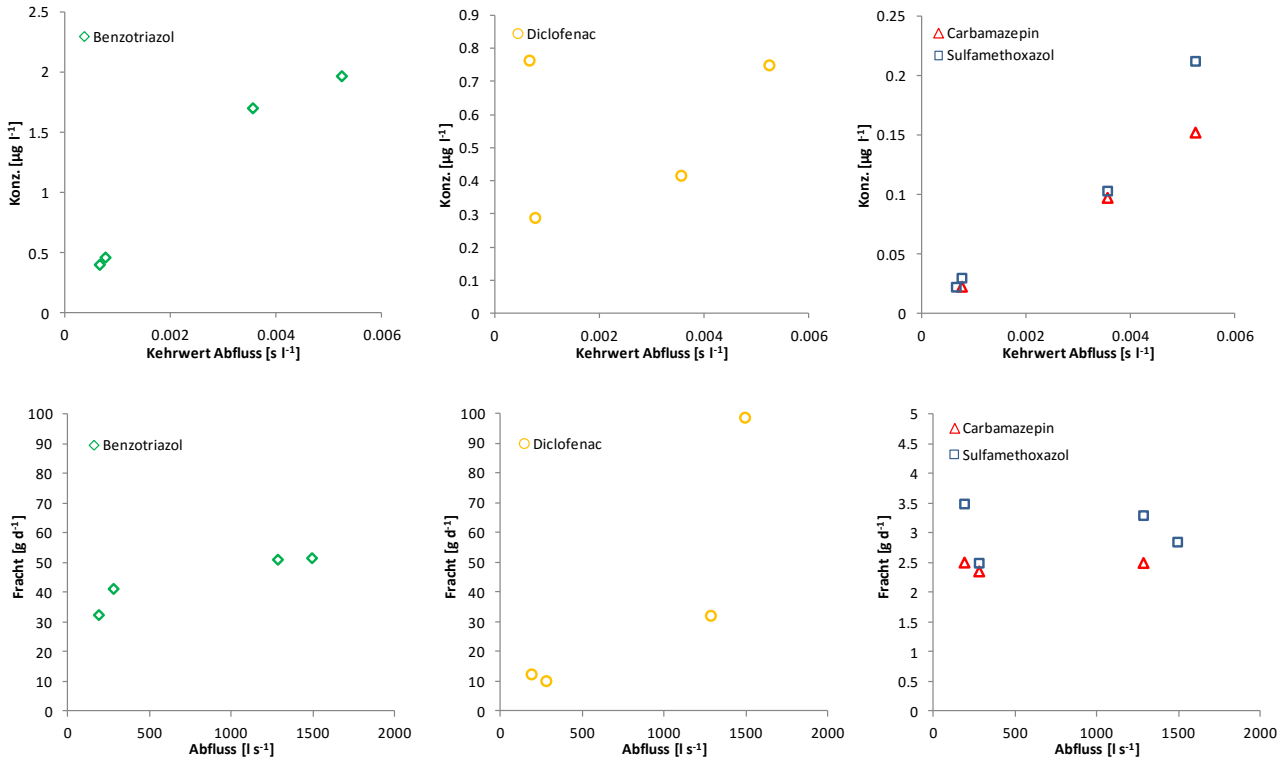 Benzotriazol
2.5
2
1.5
1
0.5
0
Konz. [µg l-1]
0 0.002 0.004 0.006
Kehrwert Abfluss [s l-1]
Diclofenac
0.9
0.8
0.7
0.6
0.5
0.4
0.3
0.2
0.1
0
Konz. [µg l-1]
0 0.002 0.004 0.006
Kehrwert Abfluss [s l-1]
Carbamazepin
Sulfamethoxazol
0.25
0.2
0.15
0.1
0.05
0
Konz. [µg l-1]
0 0.002 0.004 0.006
Kehrwert Abfluss [s l-1]
Benzotriazol
100
90
80
70
60
50
40
30
20
10
0
Fracht [g d-1]
0 500 1000 1500 2000
Abfluss [l s-1]
Diclofenac
100
90
80
70
60
50
40
30
20
10
0
Fracht [g d-1]
0 500 1000 1500 2000
Abfluss [l s-1]
Carbamazepin
Sulfamethoxazol
5
4.5
4
3.5
3
2.5
2
1.5
1
0.5
0
Fracht [g d-1]
0 500 1000 1500 2000
Abfluss [l s-1]